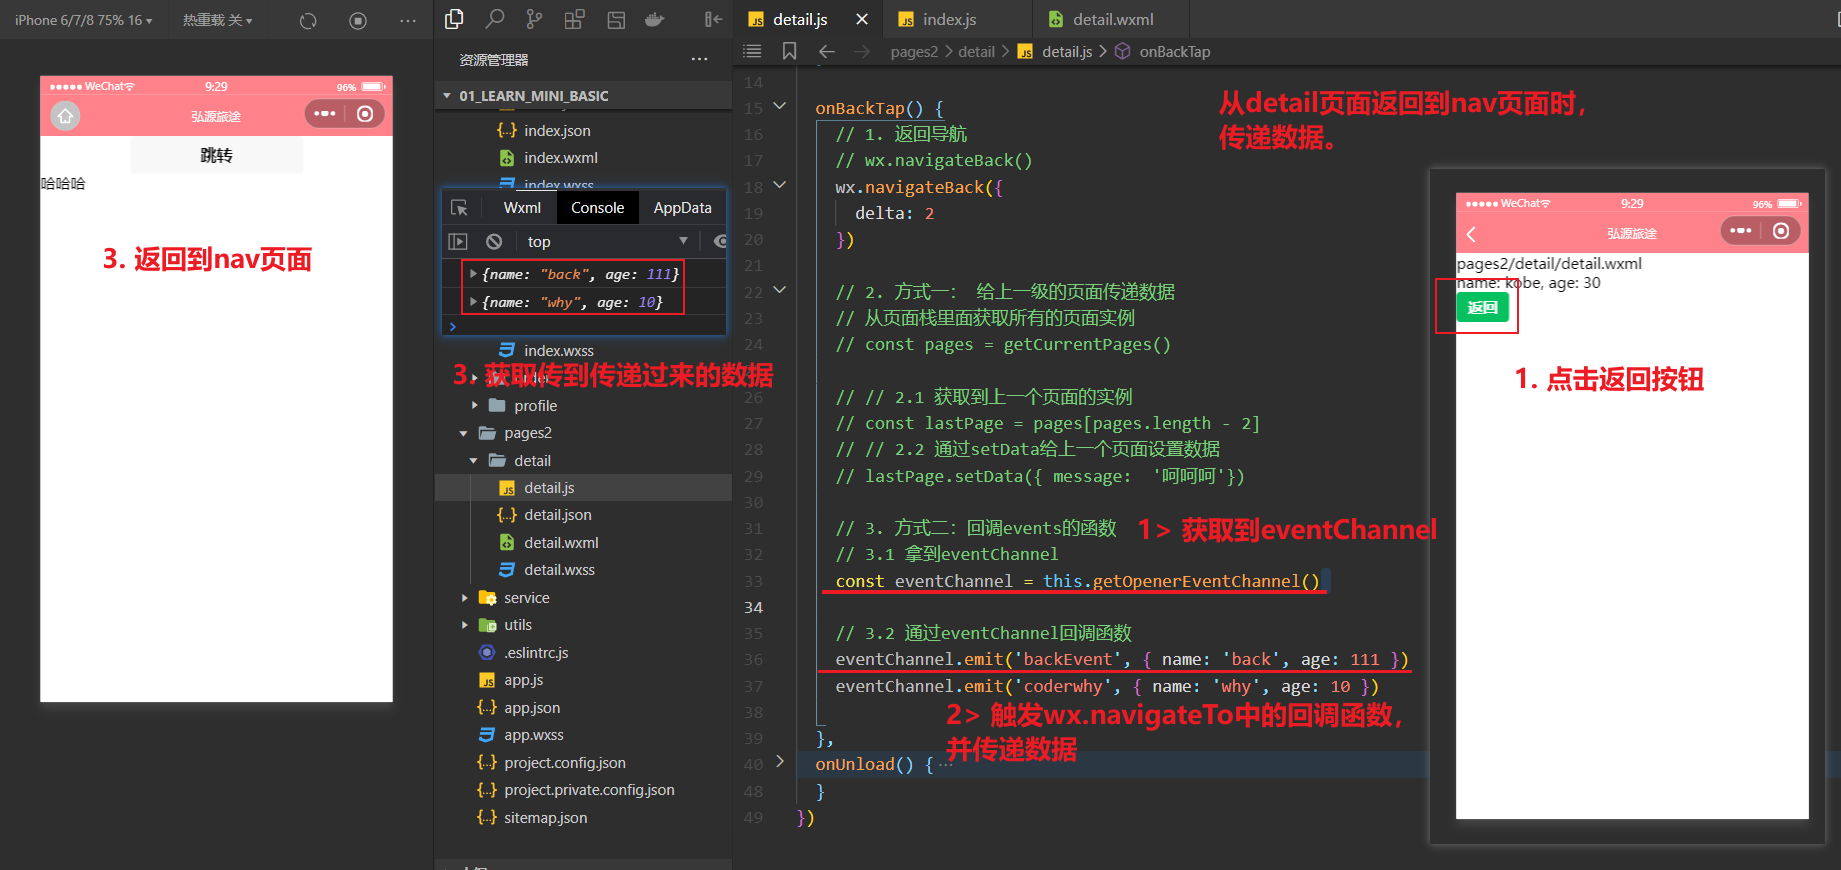 iPhone 6/7/8 75% 16
热重载 关
WeChat
9:29
96%
弘源旅途
跳转
哈哈哈
3. 返回到nav页面
资源管理器
01_LEARN_MINI_BASIC
index.json
index.wxml
index.wxss
Wxml
Console
AppData
top
{name: "back", age: 111}
{name: "why", age: 10}
index.wxss
order
3. 获取传到传递过来的数据
profile
pages2
detail
detail.js
detail.json
detail.wxml
detail.wxss
service
utils
.eslintrc.js
app.js
app.json
app.wxss
project.config.json
project.private.config.json
sitemap.json
detail.js
index.js
detail.wxml
pages2 > detail > detail.js > onBackTap
14
15 onBackTap() {
16 // 1. 返回导航
17 // wx.navigateBack()
18 wx.navigateBack({
19 delta: 2
20 })
21
22 // 2. 方式一: 给上一级的页面传递数据
23 // 从页面栈里面获取所有的页面实例
24 // const pages = getCurrentPages()
26 // // 2.1 获取到上一个页面的实例
27 // const lastPage = pages[pages.length - 2]
28 // // 2.2 通过setData给上一个页面设置数据
29 // lastPage.setData({ message: '呵呵呵'})
30
31 // 3. 方式二: 回调events的函数
32 // 3.1 拿到eventChannel
33 const eventChannel = this.getOpenerEventChannel()
34
35 // 3.2 通过eventChannel回调函数
36 eventChannel.emit('backEvent', { name: 'back', age: 111 })
37 eventChannel.emit('coderwhy', { name: 'why', age: 10 })
38
39 },
40 onUnload() { ···
48 }
49 })
从detail页面返回到nav页面时,
传递数据。
1> 获取到eventChannel
2> 触发wx.navigateTo中的回调函数,
并传递数据
WeChat
9:29
96%
弘源旅途
pages2/detail/detail.wxml
name: kobe, age: 30
返回
1. 点击返回按钮